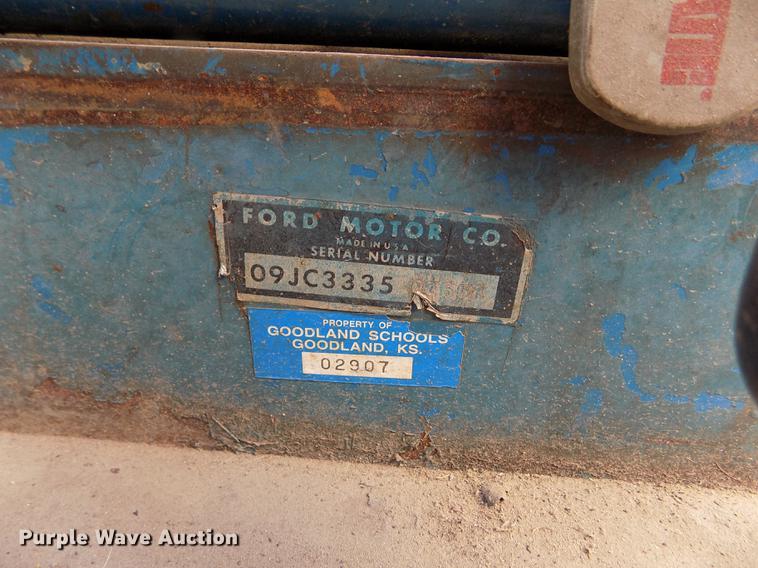 FORD MOTOR CO.
MADE IN U S A
SERIAL NUMBER
09JC3335
PROPERTY OF
GOODLAND SCHOOLS
GOODLAND, KS.
02907
Purple Wave Auction